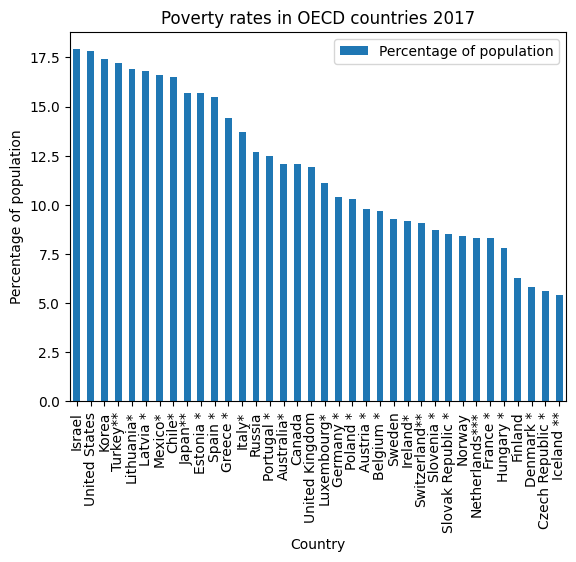 Poverty rates in OECD countries 2017
Percentage of population
Percentage of population
17.5
15.0
12.5
10.0
7.5
5.0
2.5
0.0
Israel
United States
Korea
Turkey**
Lithuania*
Latvia *
Mexico*
Chile*
Japan**
Estonia *
Spain *
Greece *
Italy*
Russia
Portugal *
Australia*
Canada
United Kingdom
Luxembourg*
Germany *
Poland *
Austria *
Belgium *
Sweden
Ireland*
Switzerland**
Slovenia *
Slovak Republic *
Norway
Netherlands***
France *
Hungary *
Finland
Denmark *
Czech Republic *
Iceland **
Country